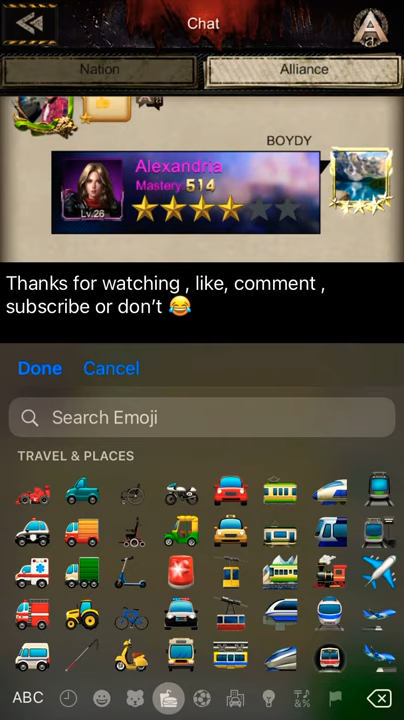 Chat
Nation
Alliance
BOYDY
Alexandria
Mastery 514
Lv.26
Thanks for watching , like, comment ,
subscribe or don’t 😂
Done Cancel
Search Emoji
TRAVEL & PLACES
ABC